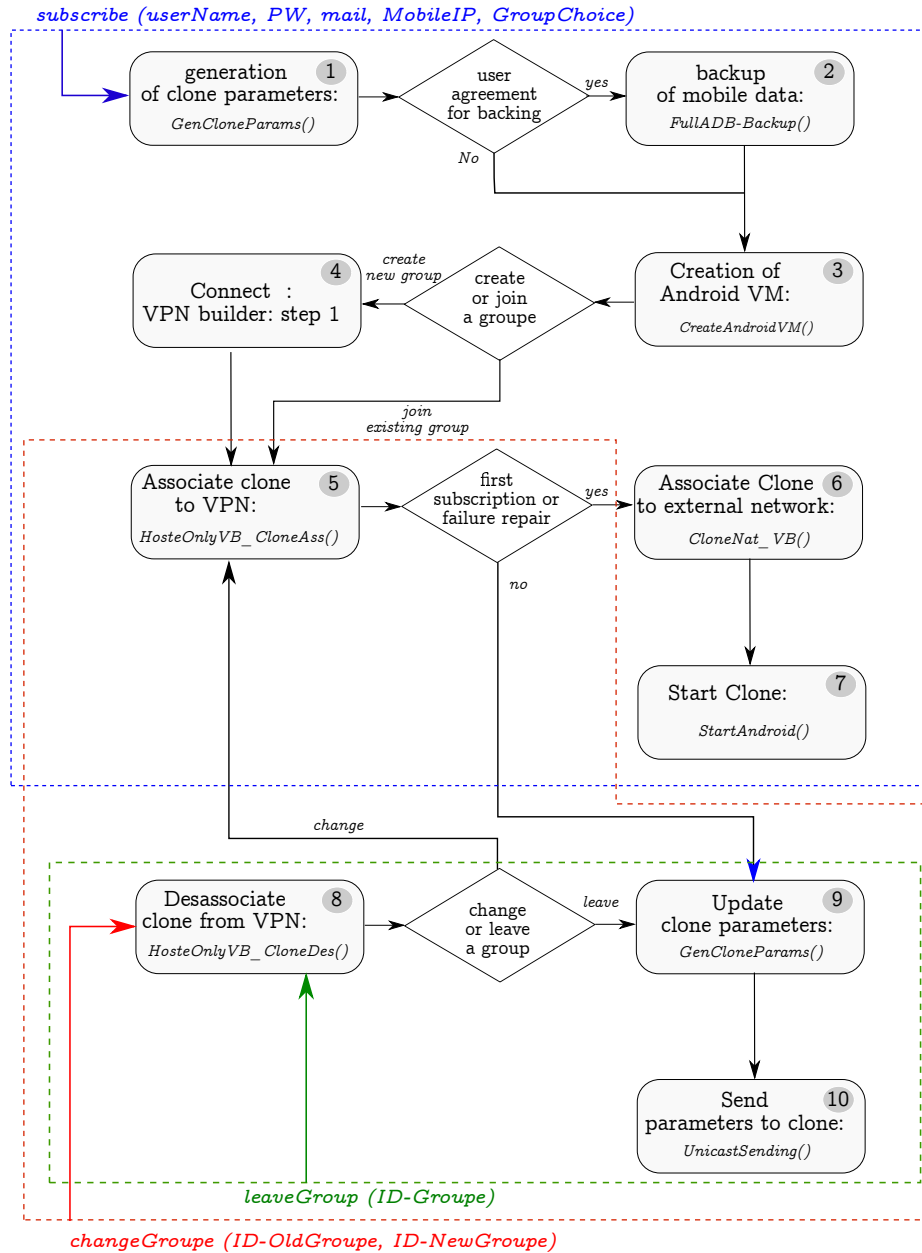 subscribe (userName, PW, mail, MobileIP, GroupChoice)
generation
of clone parameters:
GenCloneParams()
1
user
agreement
for backing
yes
No
backup
of mobile data:
FullADB-Backup()
2
Creation of
Android VM:
CreateAndroidVM()
3
create
or join
a groupe
create
new group
join
existing group
Connect :
VPN builder: step 1
4
Associate clone
to VPN:
HosteOnlyVB_CloneAss()
5
first
subscription or
failure repair
yes
no
Associate Clone
to external network:
CloneNat_VB()
6
Start Clone:
StartAndroid()
7
change
Desassociate
clone from VPN:
HosteOnlyVB_CloneDes()
8
change
or leave
a group
leave
Update
clone parameters:
GenCloneParams()
9
Send
parameters to clone:
UnicastSending()
10
leaveGroup (ID-Groupe)
changeGroupe (ID-OldGroupe, ID-NewGroupe)